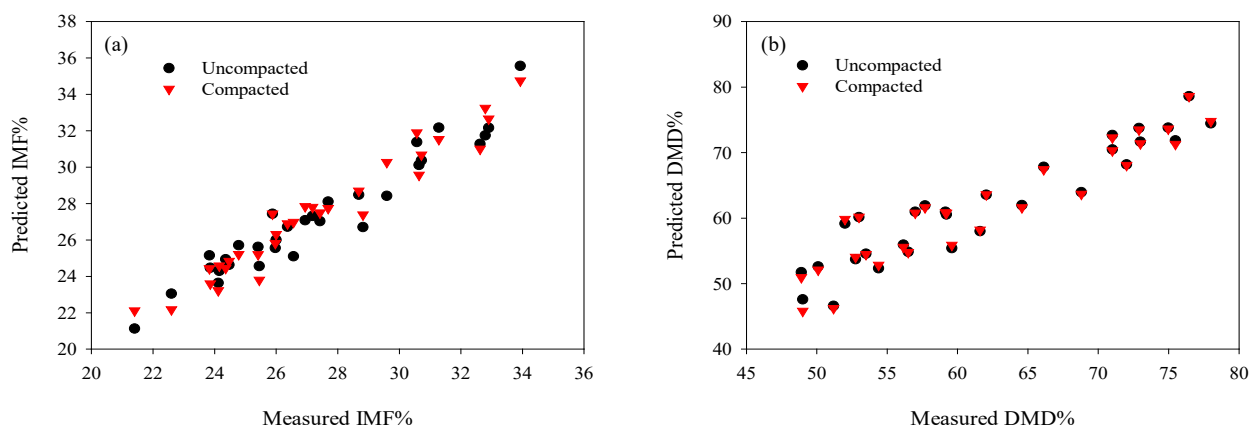 (a)
Uncompacted
Compacted
Predicted IMF%
38
36
34
32
30
28
26
24
22
20
20 22 24 26 28 30 32 34 36
Measured IMF%
(b)
Uncompacted
Compacted
Predicted DMD%
90
80
70
60
50
40
45 50 55 60 65 70 75 80
Measured DMD%